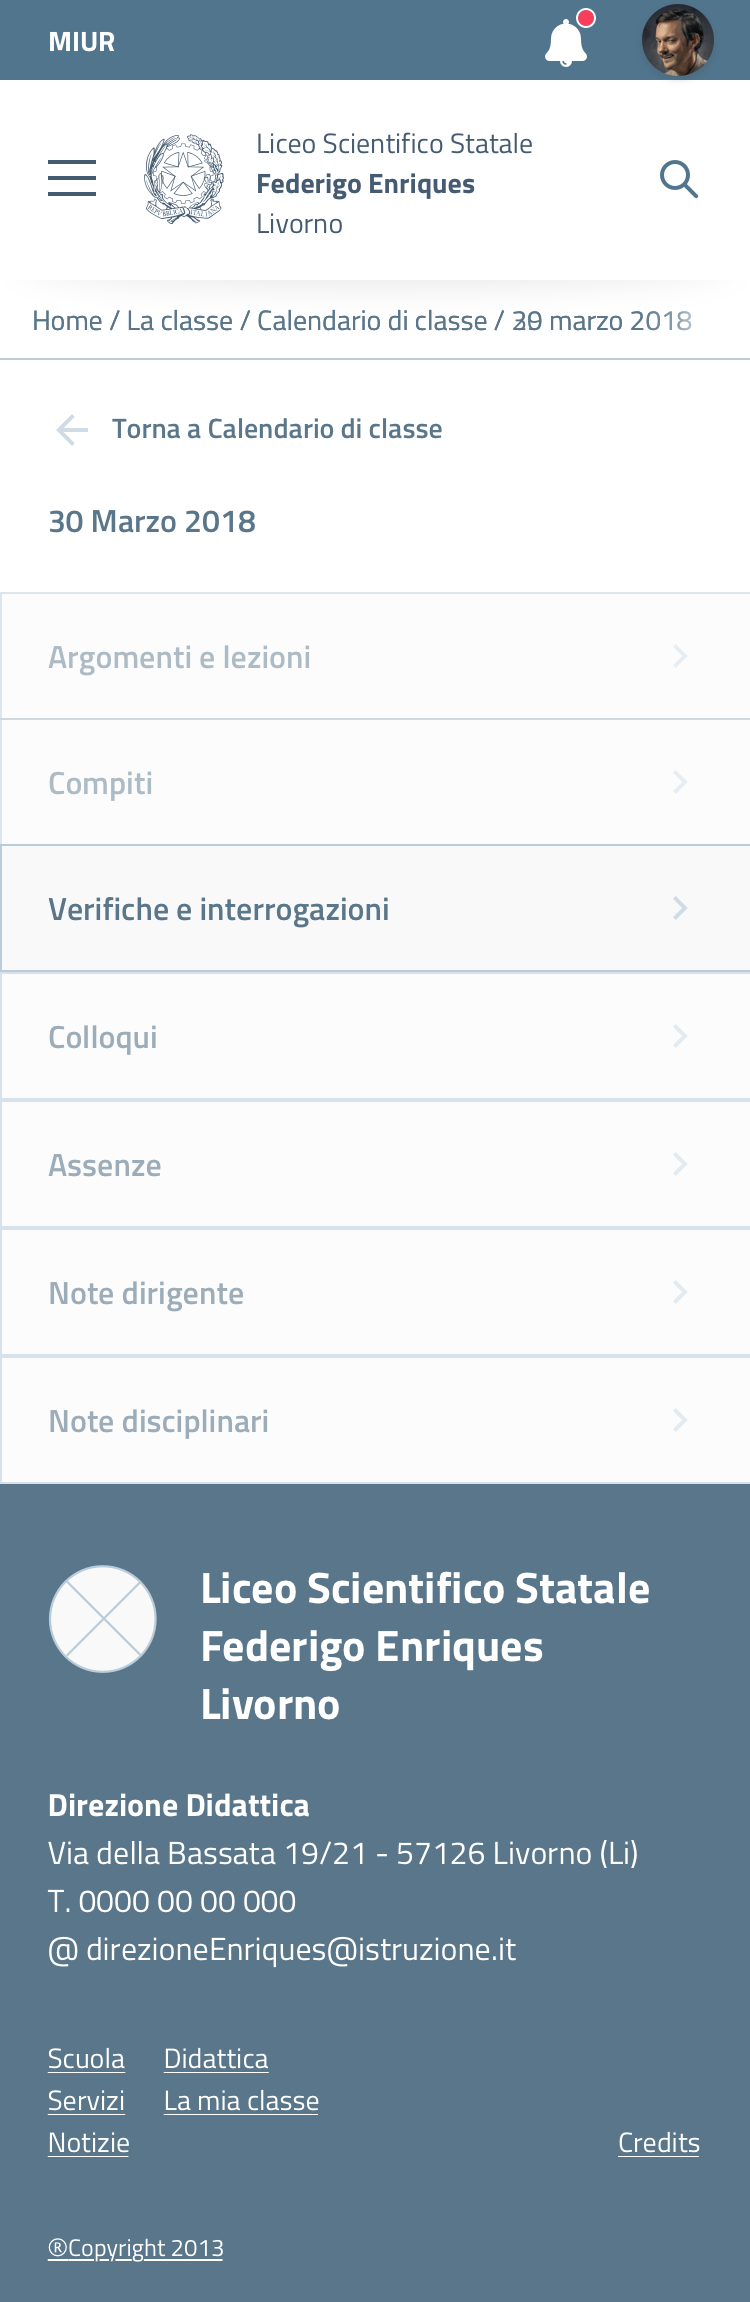 MIUR
Liceo Scientifico Statale
Federigo Enriques
Livorno
REPVBBLICA ITALIANA
Home / La classe / Calendario di classe / marzo 2018
Torna a Calendario di classe
30 Marzo 2018
Argomenti e lezioni
Compiti
Verifiche e interrogazioni
Colloqui
Assenze
Note dirigente
Note disciplinari
Liceo Scientifico Statale
Federigo Enriques
Livorno
Direzione Didattica
Via della Bassata 19/21 - 57126 Livorno (Li)
T. 0000 00 00 000
@ direzioneEnriques@istruzione.it
Scuola Didattica
Servizi La mia classe
Notizie Credits
®Copyright 2013